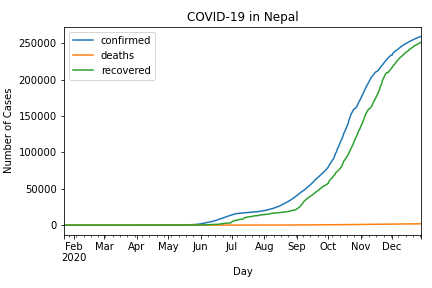 COVID-19 in Nepal
confirmed
deaths
recovered
Number of Cases
250000
200000
150000
100000
50000
0
Feb Mar Apr May Jun Jul Aug Sep Oct Nov Dec
2020
Day